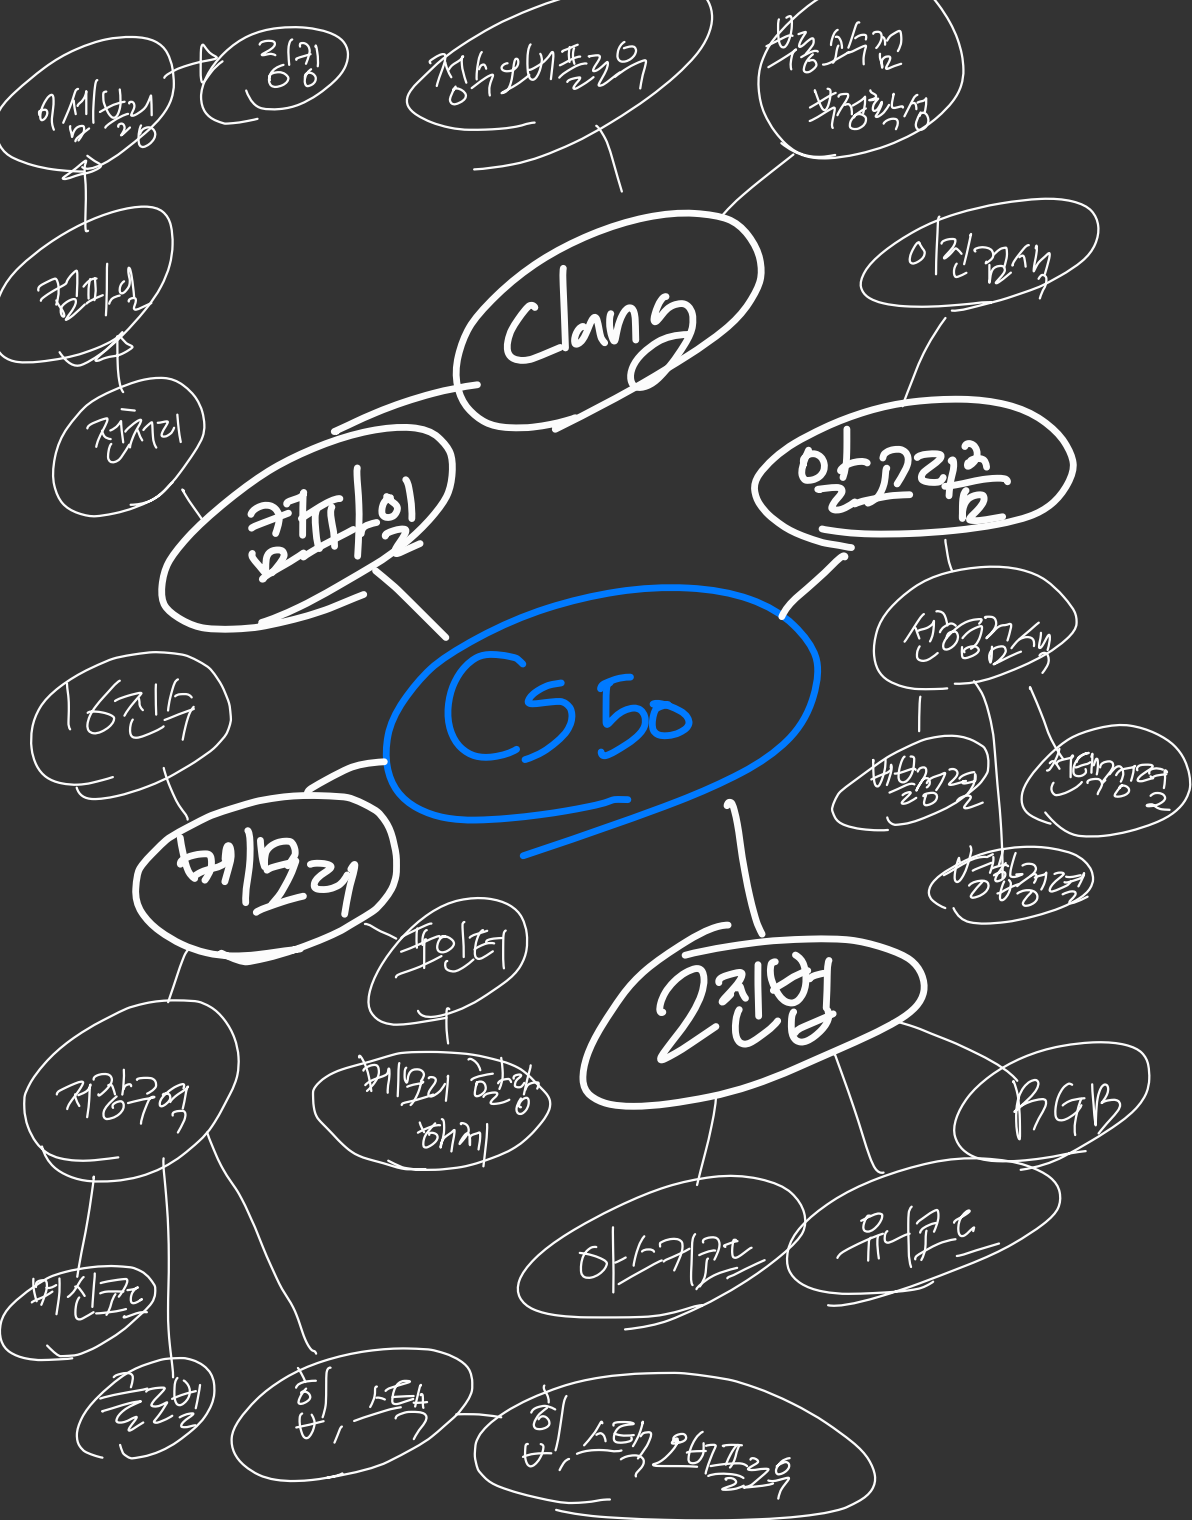 정수오버플로우
부동소수점
부정확성
링킹
어셈블링
컴파일
전처리
Clang
이진검색
알고리즘
컴파일
선형검색
CS50
16진수
버블정렬
선택정렬
병합정렬
메모리
포인터
2진법
메모리 할당
해제
저장구역
RGB
아스키코드
유니코드
머신코드
글로벌
힙, 스택
힙, 스택 오버플로우